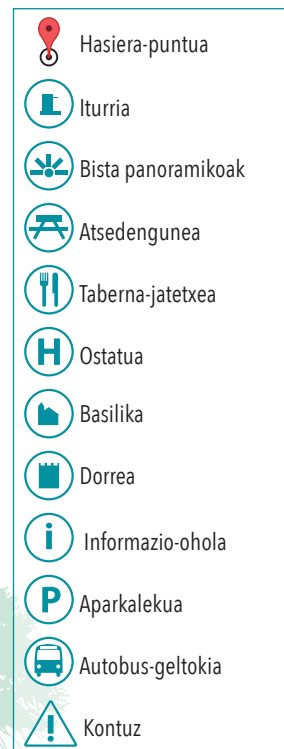 Hasiera-puntua
Iturria
Bista panoramikoak
Atsedengunea
Taberna-jatetxea
H Ostatua
Basilika
Dorrea
i Informazio-ohola
P Aparkalekua
Autobus-geltokia
! Kontuz